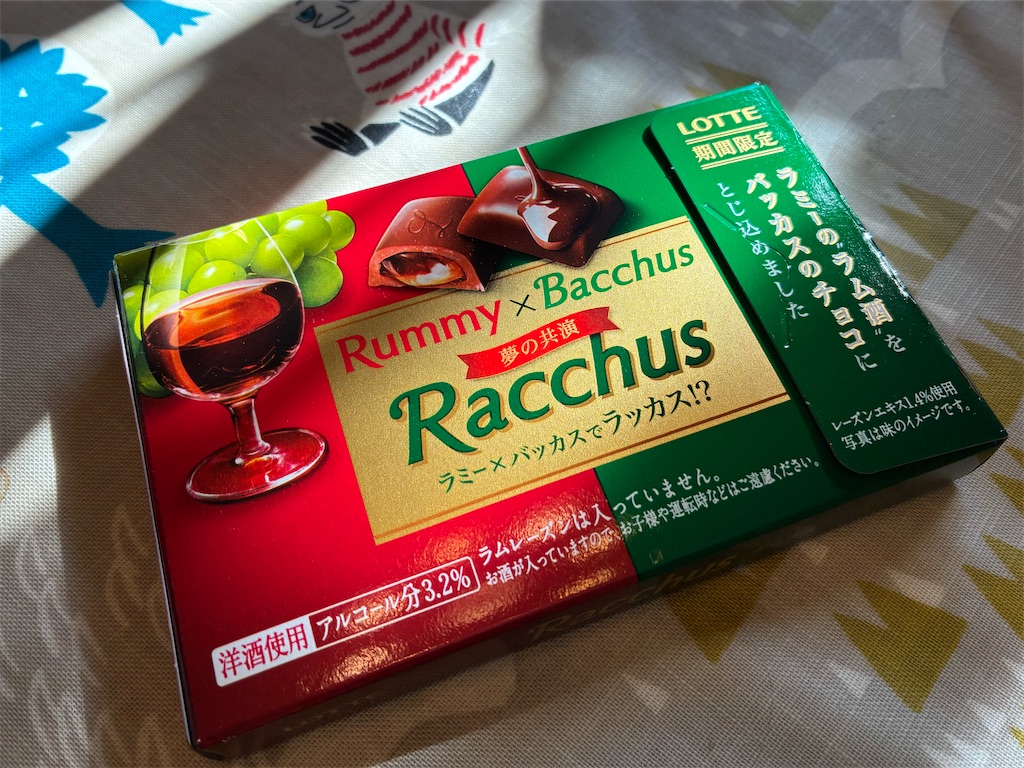 LOTTE
期間限定
ラミーの"ラム酒"を
バッカスのチョコに
とじ込めました
Rummy×Bacchus
夢の共演
Racchus
ラミー×バッカスでラッカス!?
レーズンエキス1.4%使用
写真は味のイメージです。
洋酒使用 アルコール分3.2%
ラムレーズンは入っていません。
お酒が入っていますので、お子様や運転時などはご遠慮ください。
Racchus